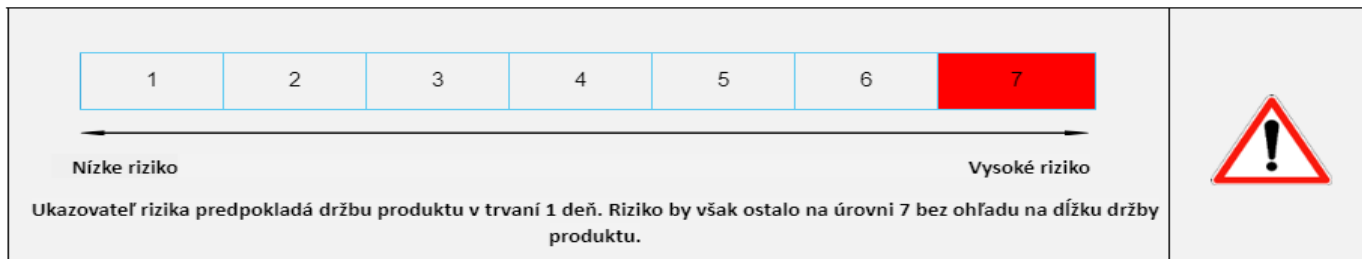 1 2 3 4 5 6 7
Nízke riziko Vysoké riziko
Ukazovateľ rizika predpokladá držbu produktu v trvaní 1 deň. Riziko by však ostalo na úrovni 7 bez ohľadu na dĺžku držby
produktu.